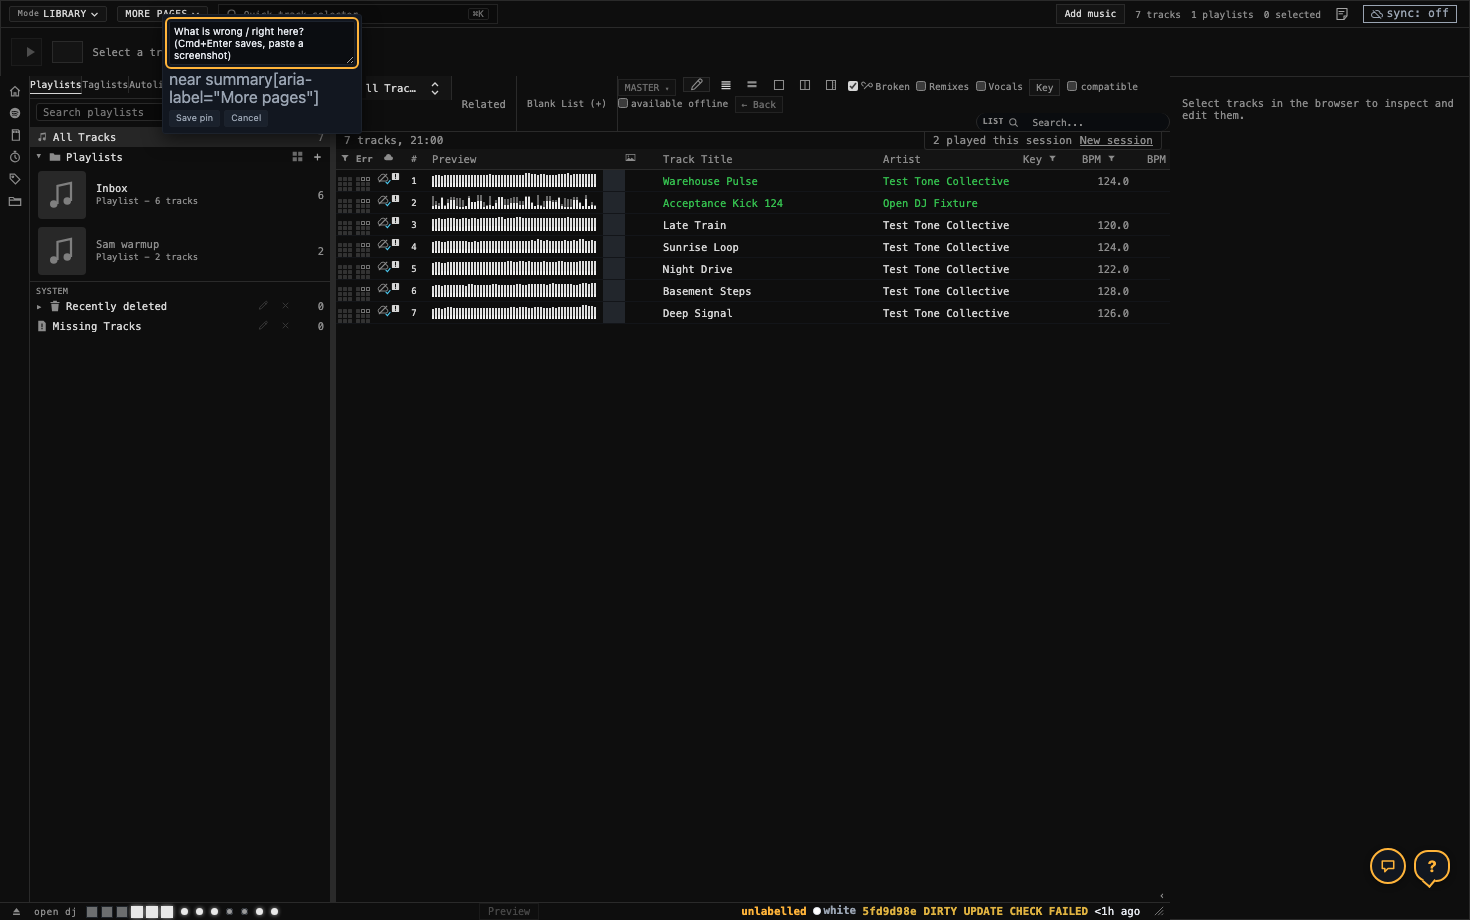 Mode LIBRARY
MORE PAGES
⌘K
Add music
7 tracks 1 playlists 0 selected
sync: off
What is wrong / right here?
(Cmd+Enter saves, paste a
screenshot)
near summary[aria-
label="More pages"]
Save pin Cancel
Select a tr
Playlists Taglists Autoli
Search playlists
All Tracks 7
Playlists +
Inbox
Playlist – 6 tracks
6
Sam warmup
Playlist – 2 tracks
2
SYSTEM
Recently deleted 0
Missing Tracks 0
ll Trac…
Related
Blank List (+)
MASTER
Broken Remixes Vocals Key compatible
available offline ← Back
LIST Search...
7 tracks, 21:00
2 played this session New session
Err # Preview Track Title Artist Key BPM BPM
1 Warehouse Pulse Test Tone Collective 124.0
2 Acceptance Kick 124 Open DJ Fixture
3 Late Train Test Tone Collective 120.0
4 Sunrise Loop Test Tone Collective 124.0
5 Night Drive Test Tone Collective 122.0
6 Basement Steps Test Tone Collective 128.0
7 Deep Signal Test Tone Collective 126.0
Select tracks in the browser to inspect and
edit them.
?
open dj
Preview
unlabelled white 5fd9d98e DIRTY UPDATE CHECK FAILED <1h ago